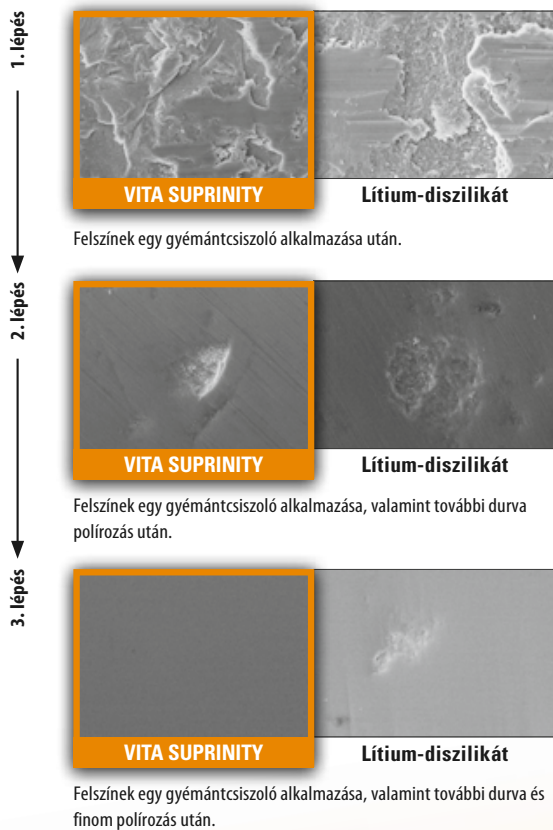 1. lépés
VITA SUPRINITY
Lítium-diszilikát
Felszínek egy gyémántcsiszoló alkalmazása után.
2. lépés
VITA SUPRINITY
Lítium-diszilikát
Felszínek egy gyémántcsiszoló alkalmazása, valamint további durva
polírozás után.
3. lépés
VITA SUPRINITY
Lítium-diszilikát
Felszínek egy gyémántcsiszoló alkalmazása, valamint további durva és
finom polírozás után.